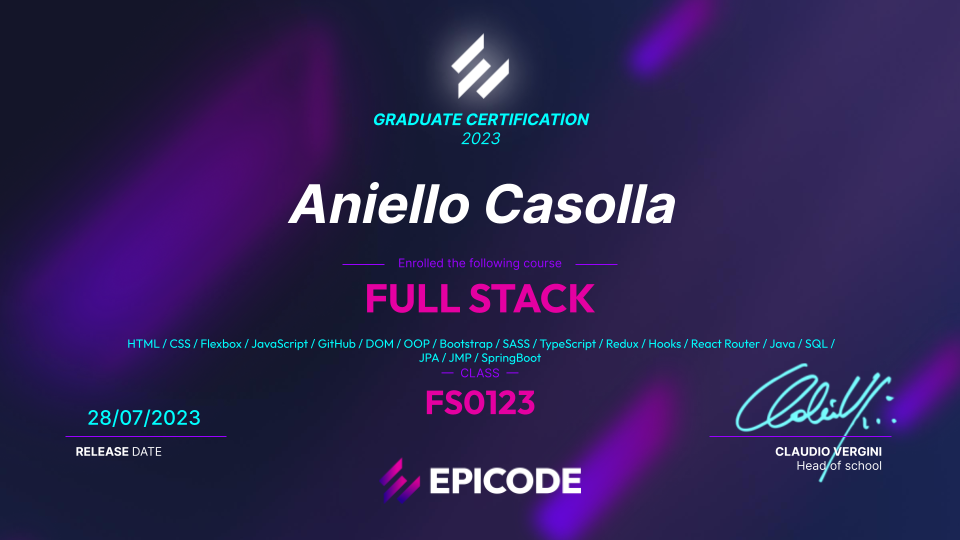 GRADUATE CERTIFICATION
2023
Aniello Casolla
Enrolled the following course
FULL STACK
HTML / CSS / Flexbox / JavaScript / GitHub / DOM / OOP / Bootstrap / SASS / TypeScript / Redux / Hooks / React Router / Java / SQL /
JPA / JMP / SpringBoot
CLASS
FS0123
28/07/2023
RELEASE DATE
CLAUDIO VERGINI
Head of school
EPICODE